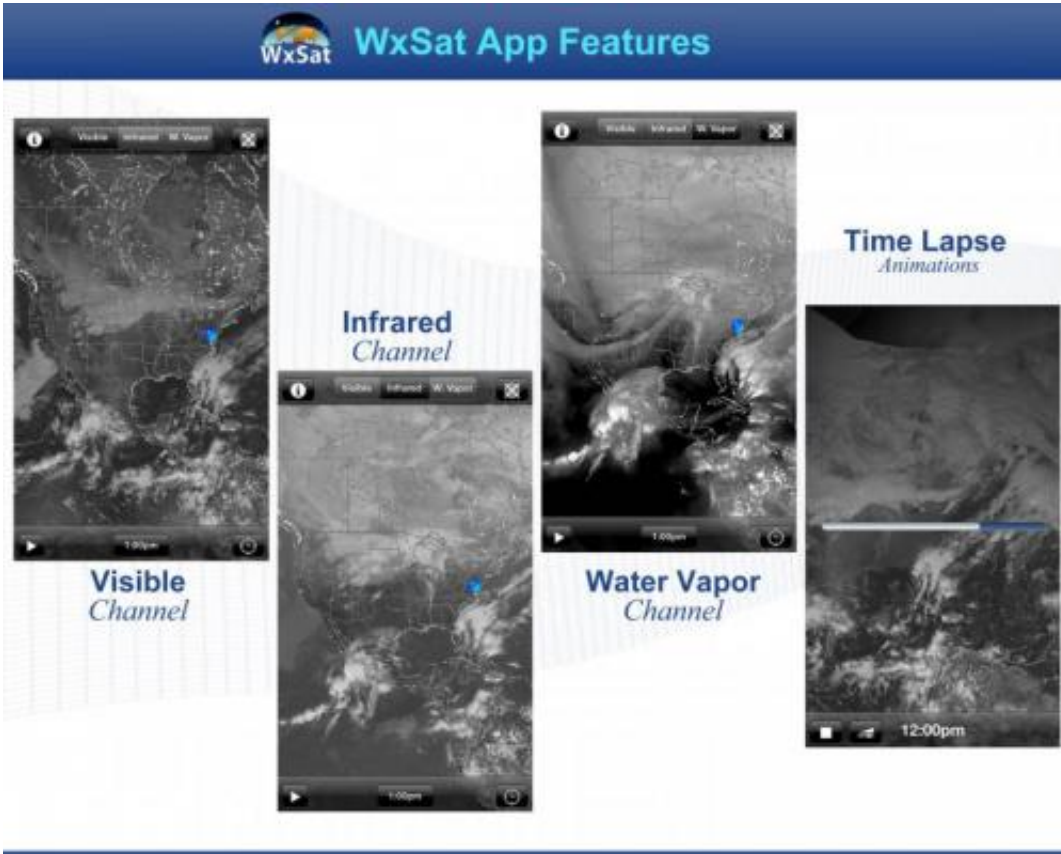 WxSat
WxSat App Features
Visible Infrared W. Vapor
1:00pm
Visible
Channel
Infrared
Channel
Visible Infrared W. Vapor
1:00pm
Visible Infrared W. Vapor
1:00pm
Water Vapor
Channel
Time Lapse
Animations
12:00pm